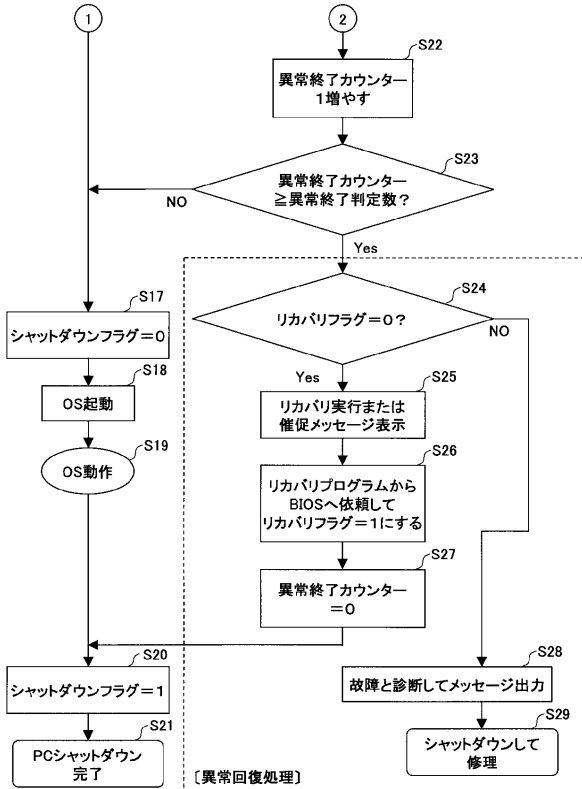 1
2
S22
異常終了カウンター
1増やす
S23
異常終了カウンター
≧異常終了判定数？
NO
Yes
S24
リカバリフラグ＝0？
NO
Yes
S17
シャットダウンフラグ＝0
S18
OS起動
S19
OS動作
S25
リカバリ実行または
催促メッセージ表示
S26
リカバリプログラムから
BIOSへ依頼して
リカバリフラグ＝1にする
S27
異常終了カウンター
＝0
S20
シャットダウンフラグ＝1
S21
PCシャットダウン
完了
S28
故障と診断してメッセージ出力
S29
シャットダウンして
修理
〔異常回復処理〕